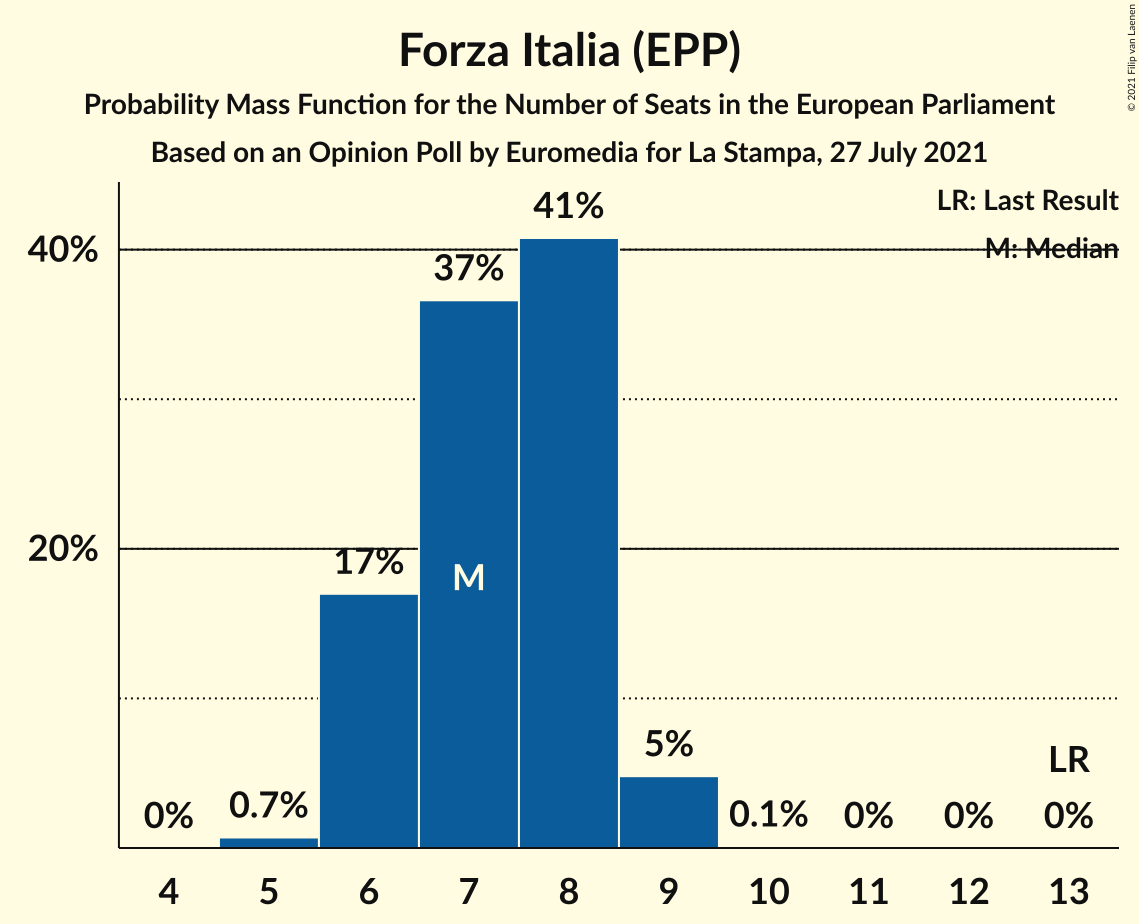 Forza Italia (EPP)
Probability Mass Function for the Number of Seats in the European Parliament
Based on an Opinion Poll by Euromedia for La Stampa, 27 July 2021
© 2021 Filip van Laenen
LR: Last Result
M: Median
40%
20%
0%
0.7%
17%
37%
M
41%
5%
0.1%
0%
0%
LR
0%
4 5 6 7 8 9 10 11 12 13